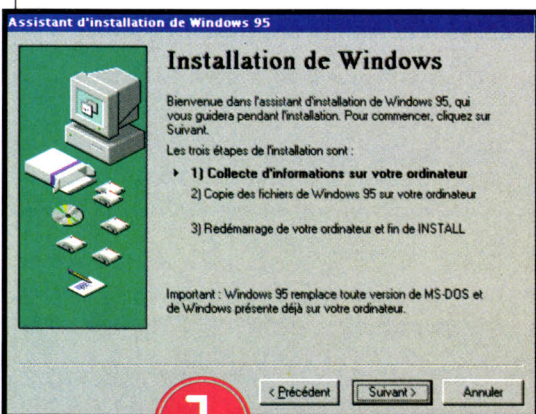 Assistant d'installation de Windows 95
Installation de Windows
Bienvenue dans l'assistant d'installation de Windows 95, qui
vous guidera pendant l'installation. Pour commencer, cliquez sur
Suivant.
Les trois étapes de l'installation sont :
1) Collecte d'informations sur votre ordinateur
2) Copie des fichiers de Windows 95 sur votre ordinateur
3) Redémarrage de votre ordinateur et fin de INSTALL
Important : Windows 95 remplace toute version de MS-DOS et
de Windows présente déjà sur votre ordinateur.
< Précédent
Suivant >
Annuler
1